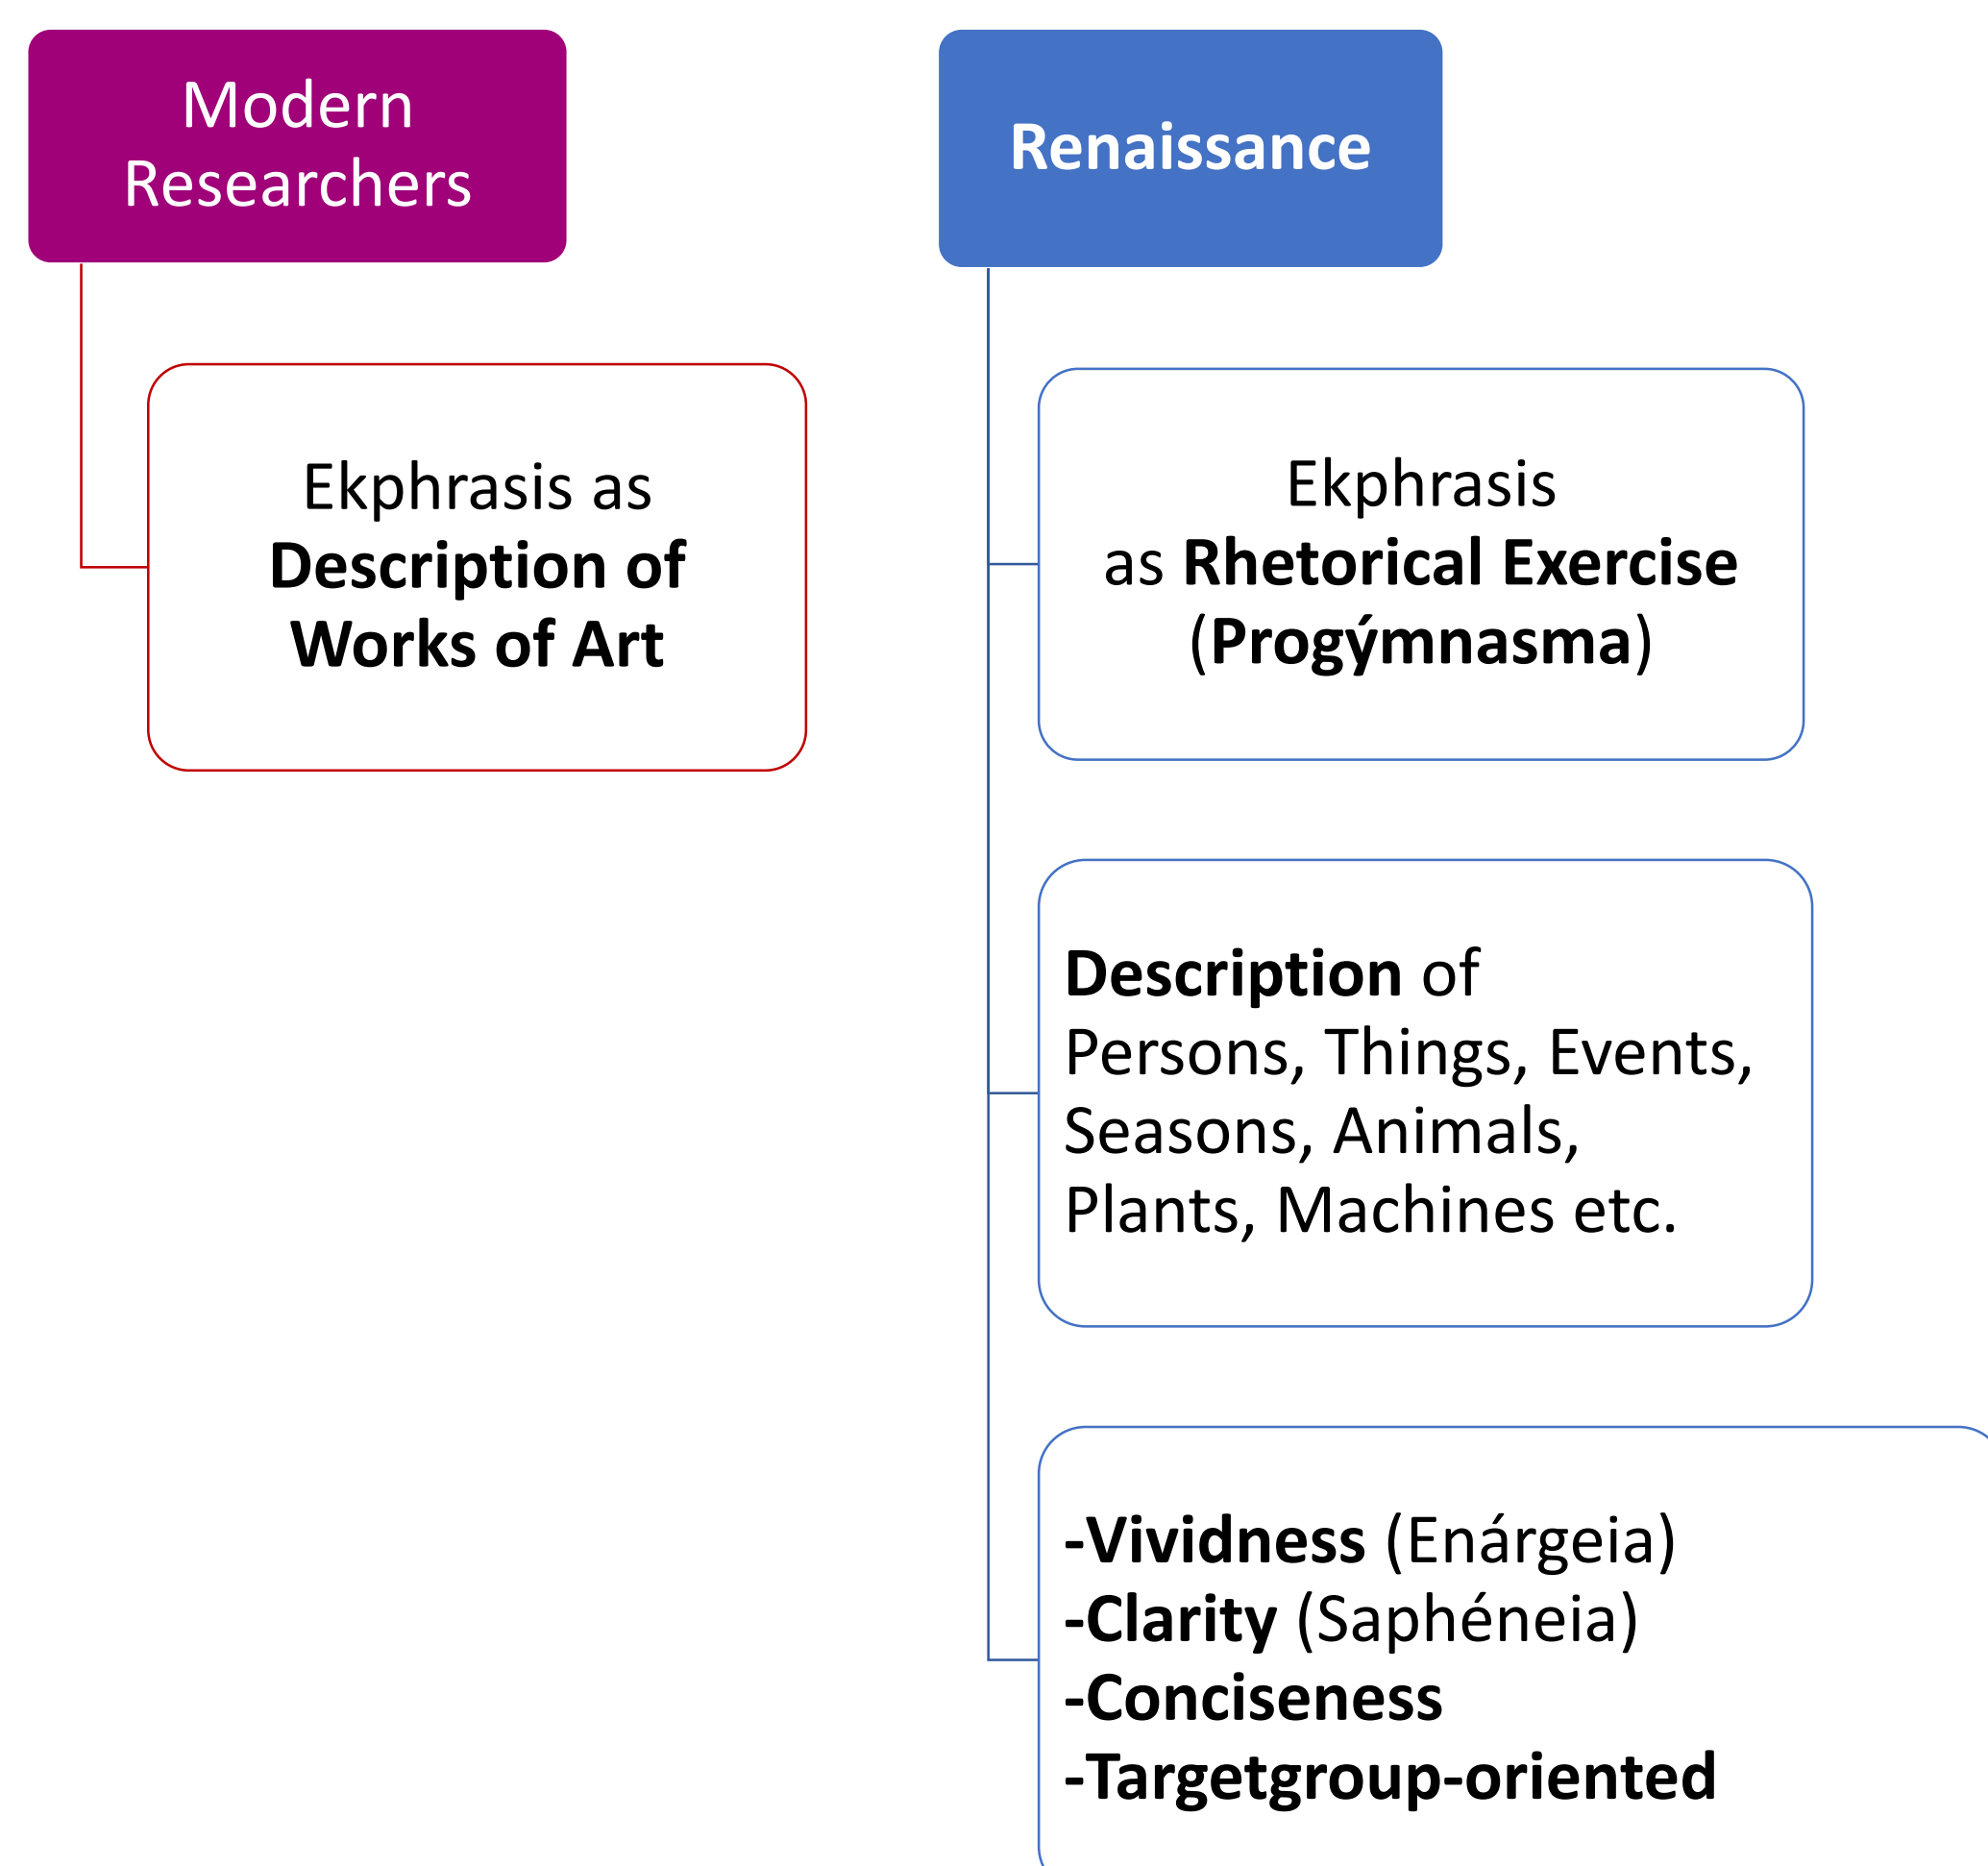 Modern
Researchers
Ekphrasis as
Description of
Works of Art
Renaissance
Ekphrasis
as Rhetorical Exercise
(Progýmnasma)
Description of
Persons, Things, Events,
Seasons, Animals,
Plants, Machines etc.
-Vividness (Enárgeia)
-Clarity (Saphéneia)
-Conciseness
-Targetgroup-oriented